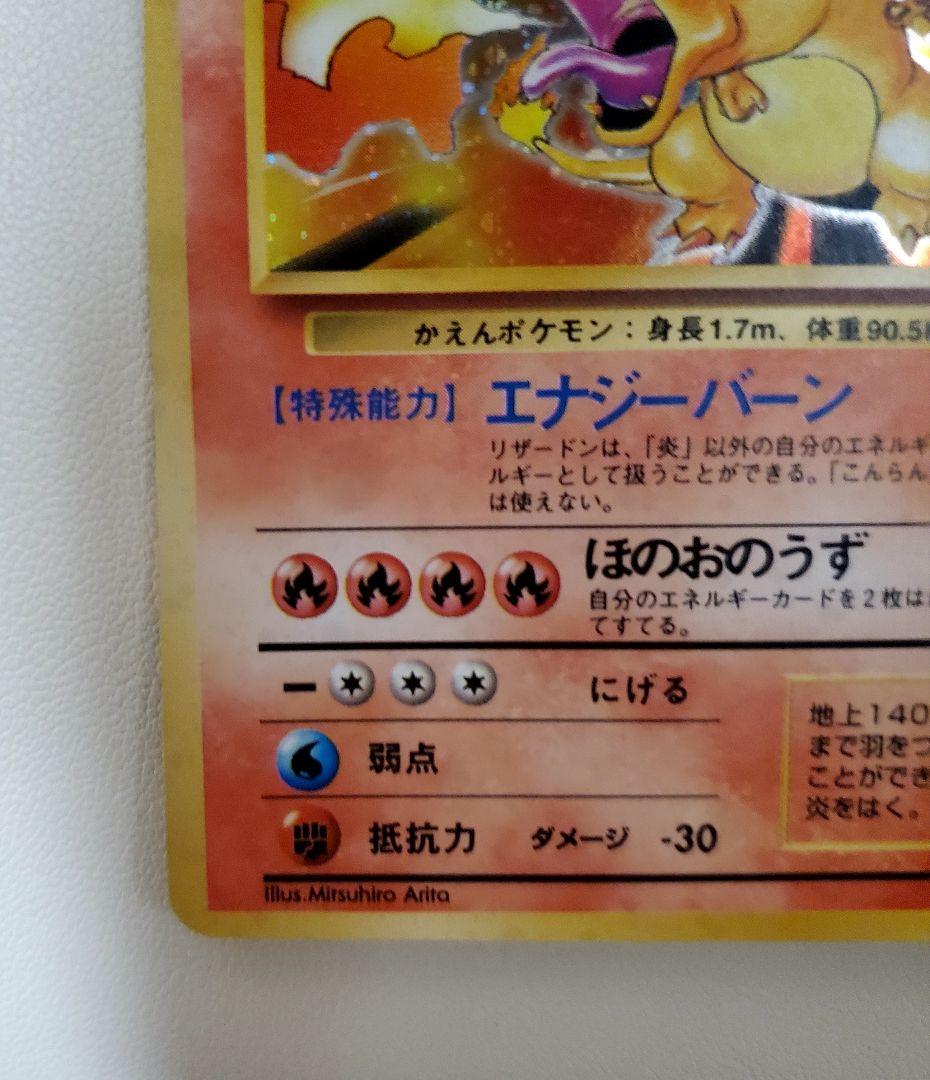 かえんポケモン：身長1.7m、体重90.5k
【特殊能力】 エナジーバーン
リザードンは、「炎」以外の自分のエネルギ
ルギーとして扱うことができる。「こんらん
は使えない。
ほのおのうず
自分のエネルギーカードを2枚は
てすてる。
にげる
弱点
抵抗力 ダメージ -30
地上140
まで羽をつ
ことができ
炎をはく。
Illus.Mitsuhiro Arita